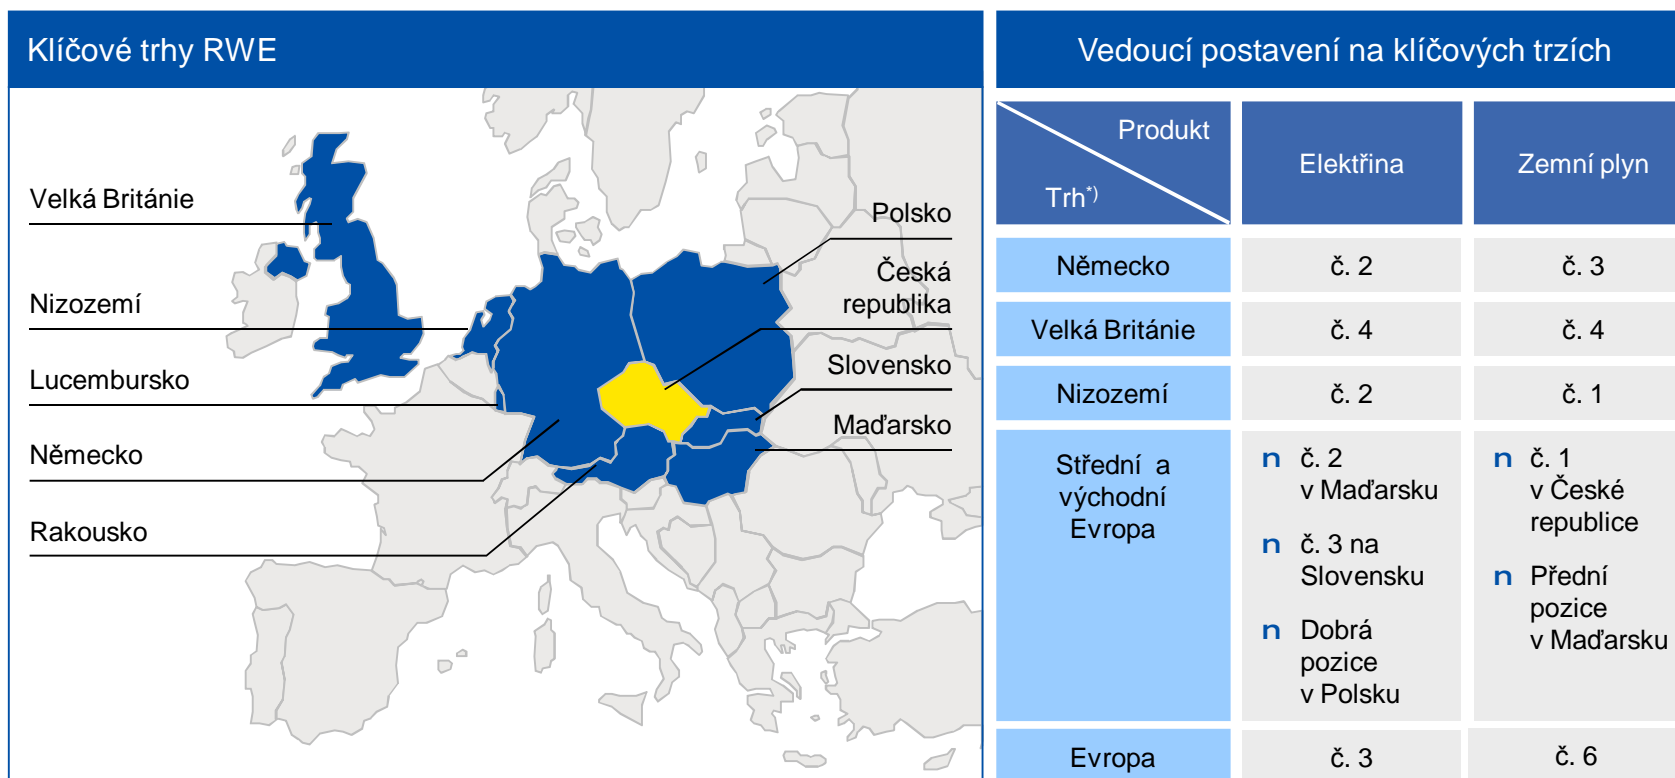 Klíčové trhy RWE
Velká Británie
Nizozemí
Lucembursko
Německo
Rakousko
Polsko
Česká
republika
Slovensko
Maďarsko
Vedoucí postavení na klíčových trzích
Produkt
Trh*)
Elektřina
Zemní plyn
Německo
č. 2
č. 3
Velká Británie
č. 4
č. 4
Nizozemí
č. 2
č. 1
Střední a
východní
Evropa
n č. 2
v Maďarsku
n č. 3 na
Slovensku
n Dobrá
pozice
v Polsku
n č. 1
v České
republice
n Přední
pozice
v Maďarsku
Evropa
č. 3
č. 6